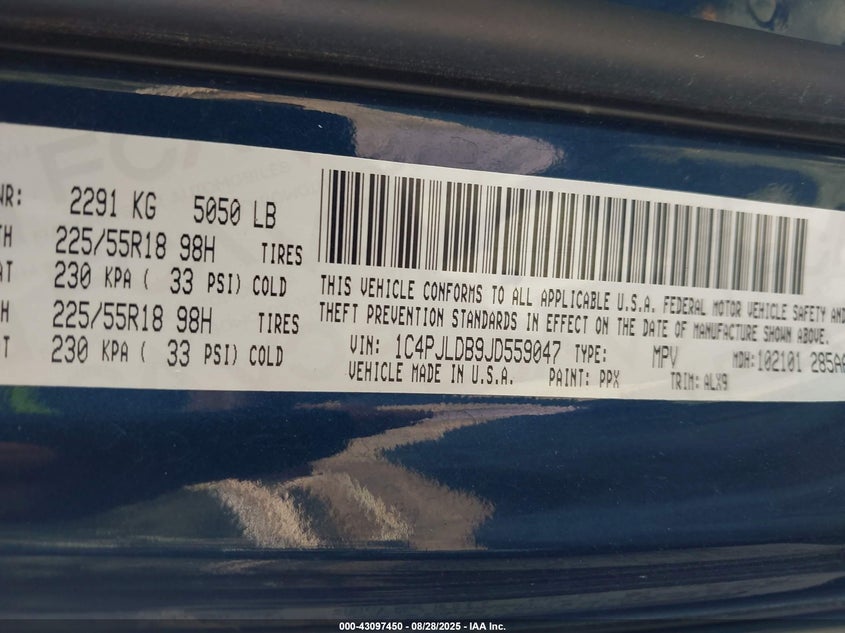 WR: 2291 KG 5050 LB
TH 225/55R18 98H TIRES
AT 230 KPA ( 33 PSI) COLD
H 225/55R18 98H TIRES
T 230 KPA ( 33 PSI) COLD
THIS VEHICLE CONFORMS TO ALL APPLICABLE U.S.A. FEDERAL MOTOR VEHICLE SAFETY AND
THEFT PREVENTION STANDARDS IN EFFECT ON THE DATE OF MANUFACTURE SHOWN ABOVE.
VIN: 1C4PJLDB9JD559047 TYPE: MPV MDH:102101 285AA
VEHICLE MADE IN U.S.A. PAINT: PPX TRIM: ALX9
000-43097450 - 08/28/2025 - IAA Inc.